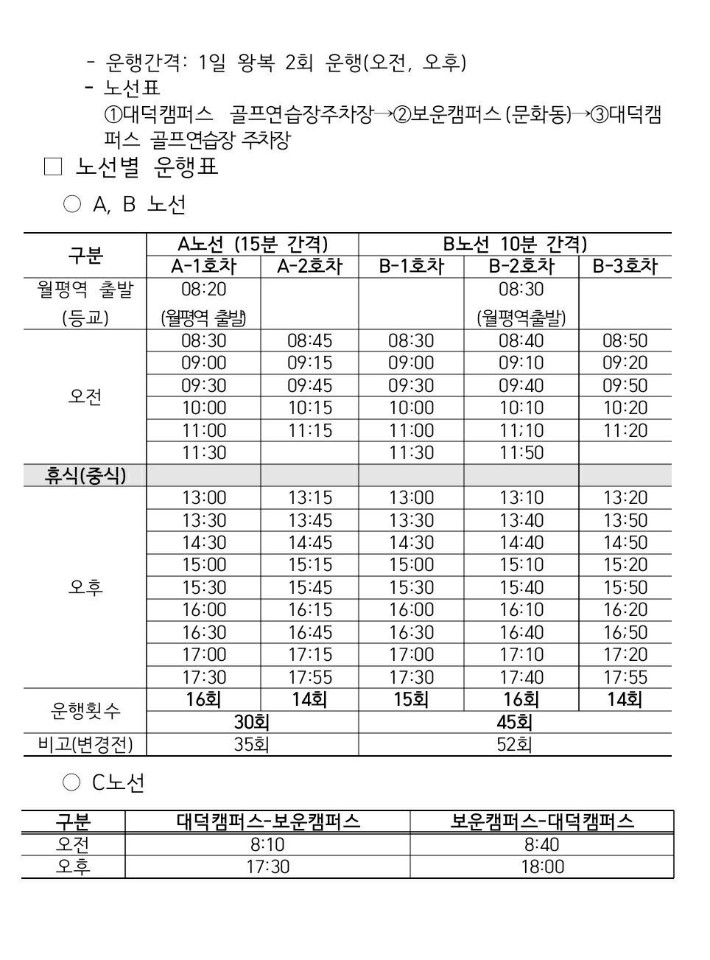 - 운행간격: 1일 왕복 2회 운행(오전, 오후)
- 노선표
①대덕캠퍼스 골프연습장주차장→②보운캠퍼스(문화동)→③대덕캠
퍼스 골프연습장 주차장
□ 노선별 운행표
○ A, B 노선
구분 A노선 (15분 간격) B노선 10분 간격)
A-1호차 A-2호차 B-1호차 B-2호차 B-3호차
월평역 출발 08:20 08:30
(등교) (월평역 출발) (월평역출발)
오전 08:30 08:45 08:30 08:40 08:50
09:00 09:15 09:00 09:10 09:20
09:30 09:45 09:30 09:40 09:50
10:00 10:15 10:00 10:10 10:20
11:00 11:15 11:00 11;10 11:20
11:30 11:30 11:50
휴식(중식)
오후 13:00 13:15 13:00 13:10 13:20
13:30 13:45 13:30 13:40 13:50
14:30 14:45 14:30 14:40 14:50
15:00 15:15 15:00 15:10 15:20
15:30 15:45 15:30 15:40 15:50
16:00 16:15 16:00 16:10 16:20
16:30 16:45 16:30 16:40 16;50
17:00 17:15 17:00 17:10 17:20
17:30 17:55 17:30 17:40 17:55
운행횟수 16회 14회 15회 16회 14회
30회 45회
비고(변경전) 35회 52회
○ C노선
구분 대덕캠퍼스-보운캠퍼스 보운캠퍼스-대덕캠퍼스
오전 8:10 8:40
오후 17:30 18:00